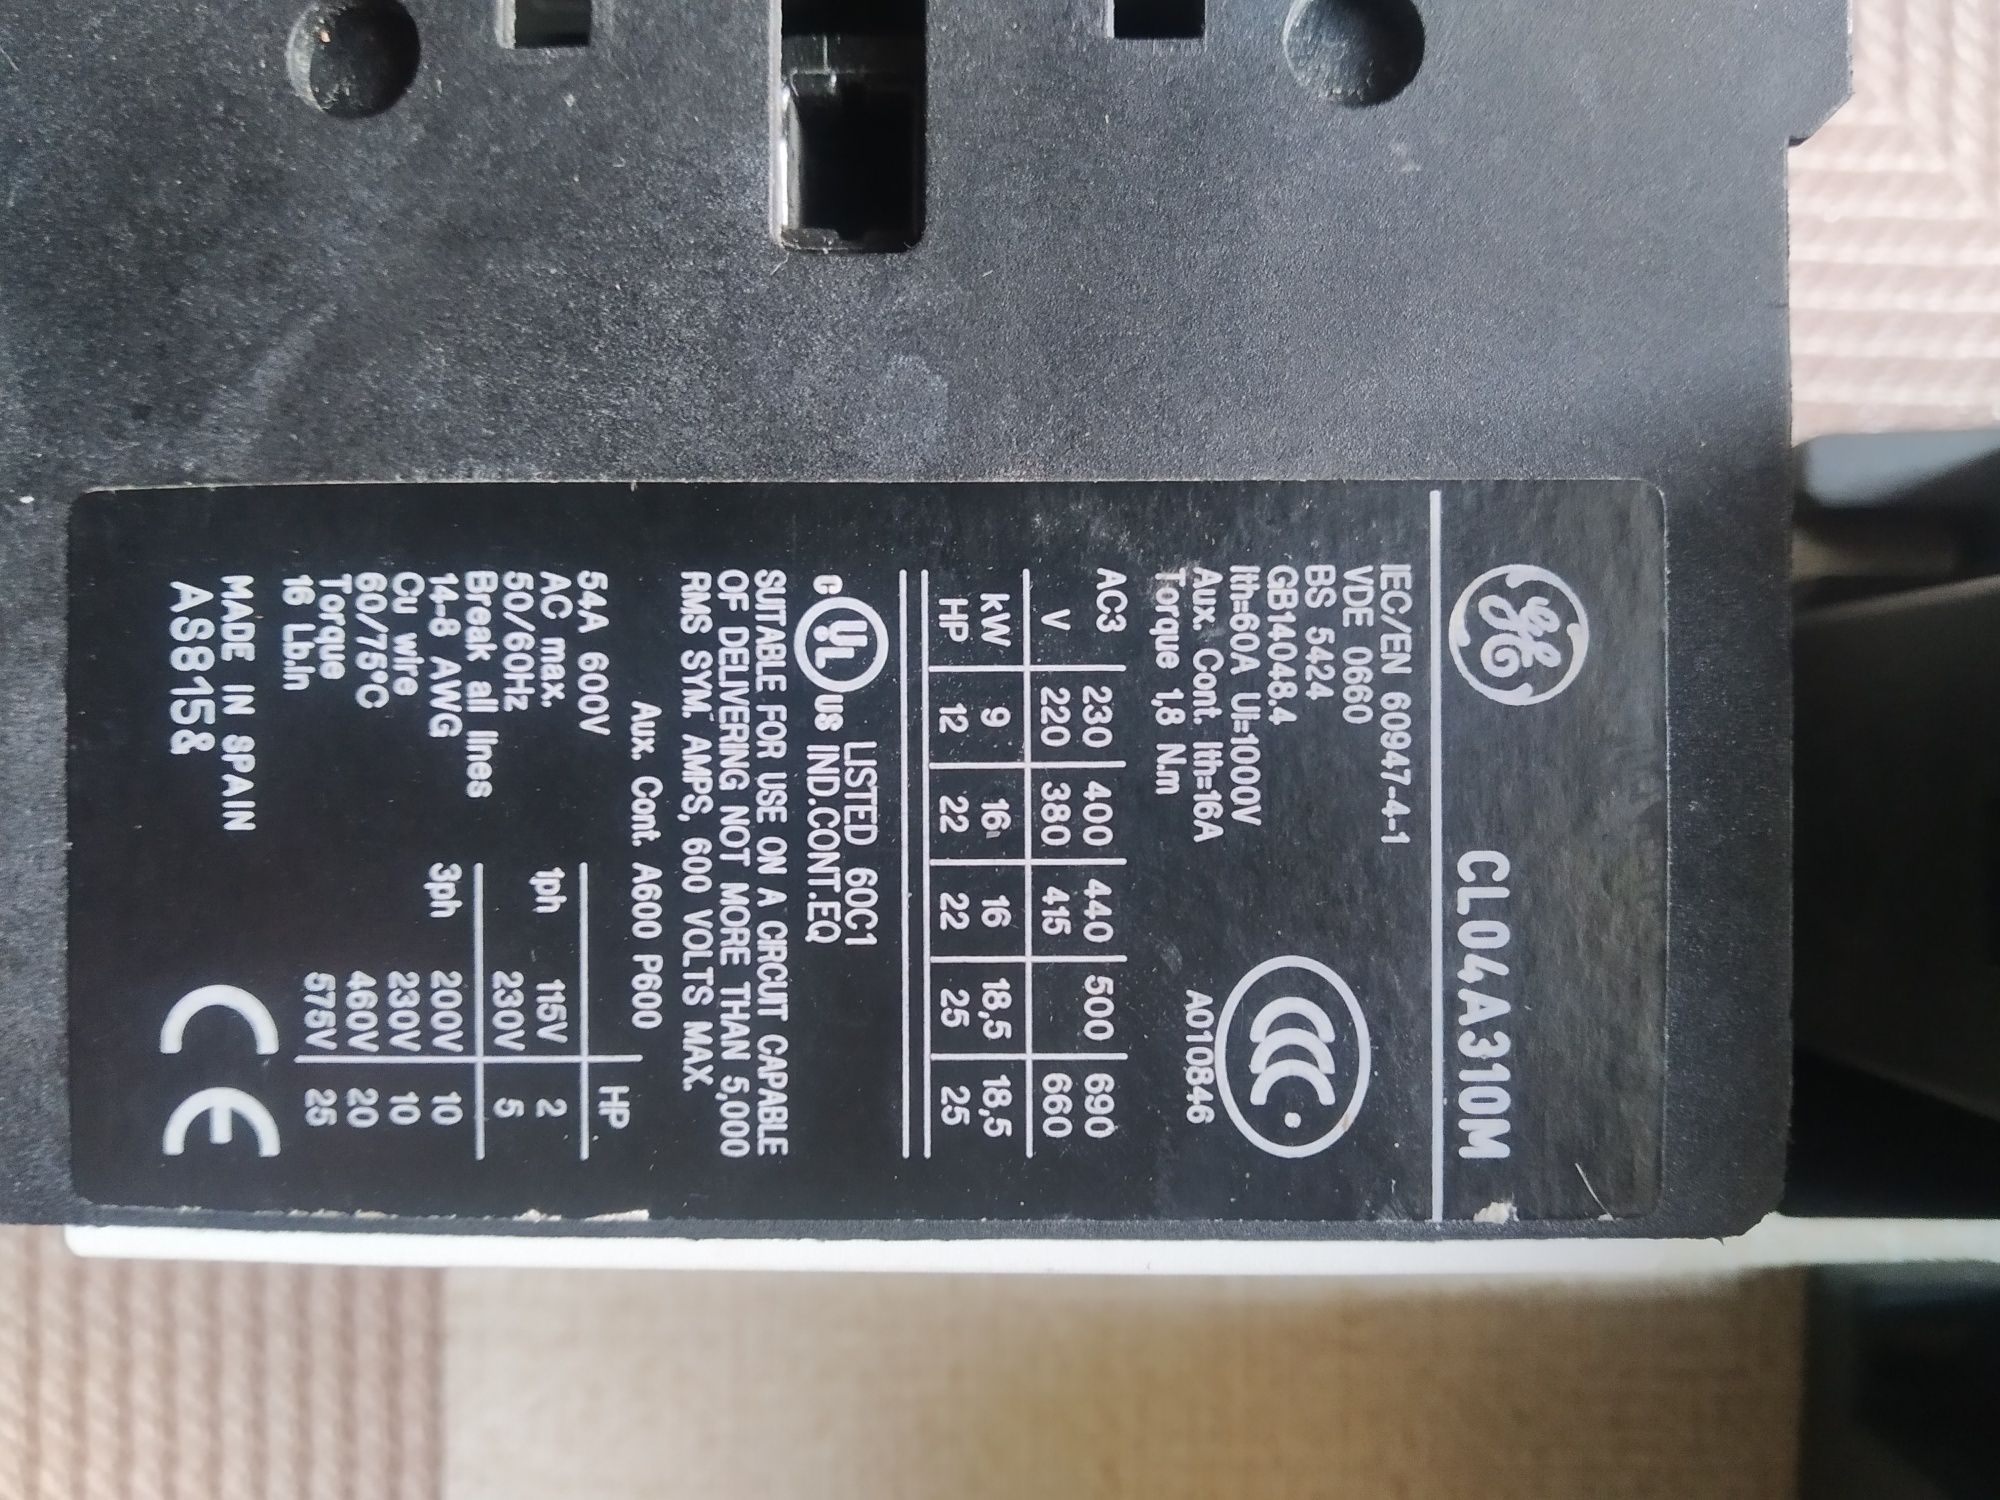 GE CL04A310M
IEC/EN 60947-4-1
VDE 0660
BS 5424
GB14048.4
Ith=60A Ui=1000V
Aux. Cont. Ith=16A
Torque 1,8 N.m
CCC
A010B46
AC3 230 400 440 500 690
V 220 380 415 660
kW 9 16 16 18,5 18,5
HP 12 22 22 25 25
c UL us LISTED 60C1
IND.CONT.EQ
SUITABLE FOR USE ON A CIRCUIT CAPABLE
OF DELIVERING NOT MORE THAN 5,000
RMS SYM. AMPS, 600 VOLTS MAX.
Aux. Cont. A600 P600
54A 600V
AC max.
50/60Hz
Break all lines
14-8 AWG
Cu wire
60/75°C
Torque
16 Lb.In
HP
1ph 115V 2
230V 5
3ph 200V 10
230V 10
460V 20
575V 25
MADE IN SPAIN
AS815&
CE